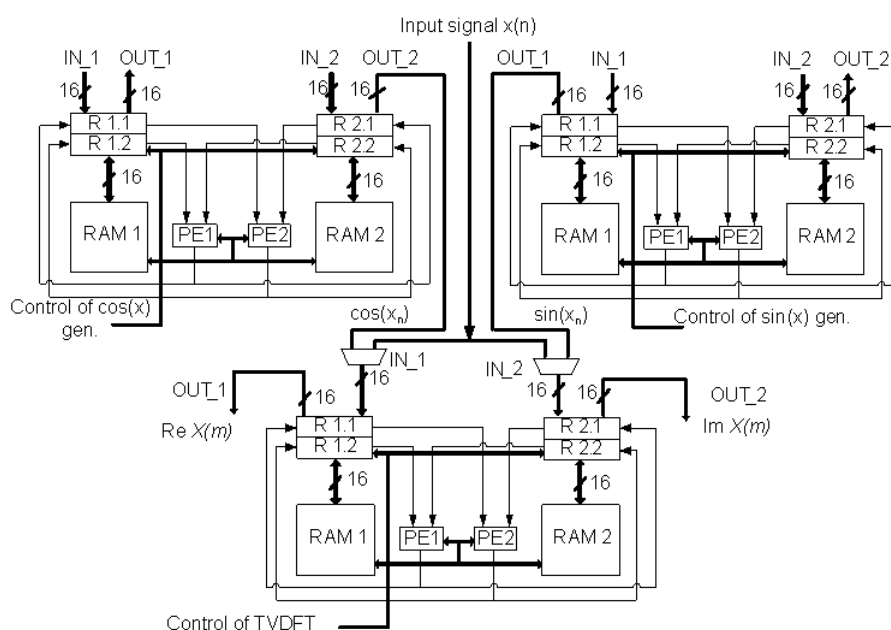 Input signal x(n)
IN_1 OUT_1 IN_2 OUT_2 OUT_1 IN_1 IN_2 OUT_2
16 16 16 16 16 16 16 16
R 1.1 R 2.1 R 1.1 R 2.1
R 1.2 R 2.2 R 1.2 R 2.2
16 16 16 16
RAM 1 PE1 PE2 RAM 2 RAM 1 PE1 PE2 RAM 2
Control of cos(x) gen.
cos(xn)
sin(xn)
Control of sin(x) gen.
IN_1 IN_2
OUT_1 16 16 16 16 OUT_2
Re X(m) R 1.1 R 2.1 Im X(m)
R 1.2 R 2.2
16 16
RAM 1 PE1 PE2 RAM 2
Control of TVDFT